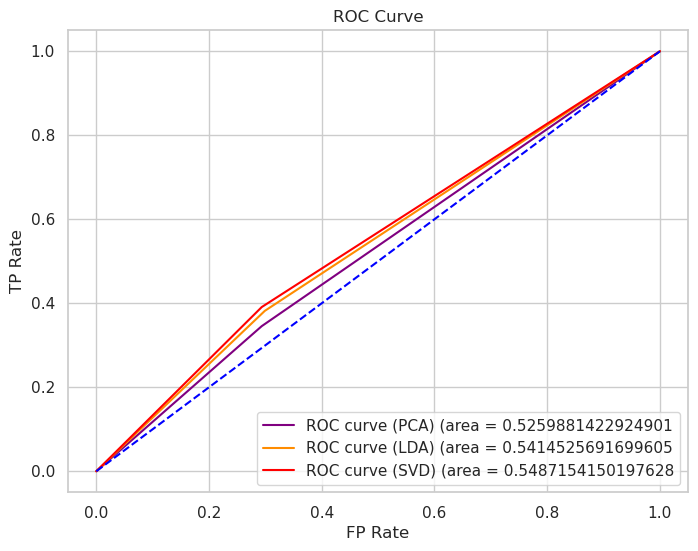 ROC Curve
1.0
0.8
0.6
0.4
0.2
0.0
TP Rate
ROC curve (PCA) (area = 0.5259881422924901
ROC curve (LDA) (area = 0.5414525691699605
ROC curve (SVD) (area = 0.5487154150197628
0.0 0.2 0.4 0.6 0.8 1.0
FP Rate